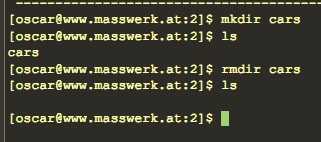 ------------------------------------------------
[oscar@www.masswerk.at:2]$ mkdir cars
[oscar@www.masswerk.at:2]$ ls
cars
[oscar@www.masswerk.at:2]$ rmdir cars
[oscar@www.masswerk.at:2]$ ls
[oscar@www.masswerk.at:2]$